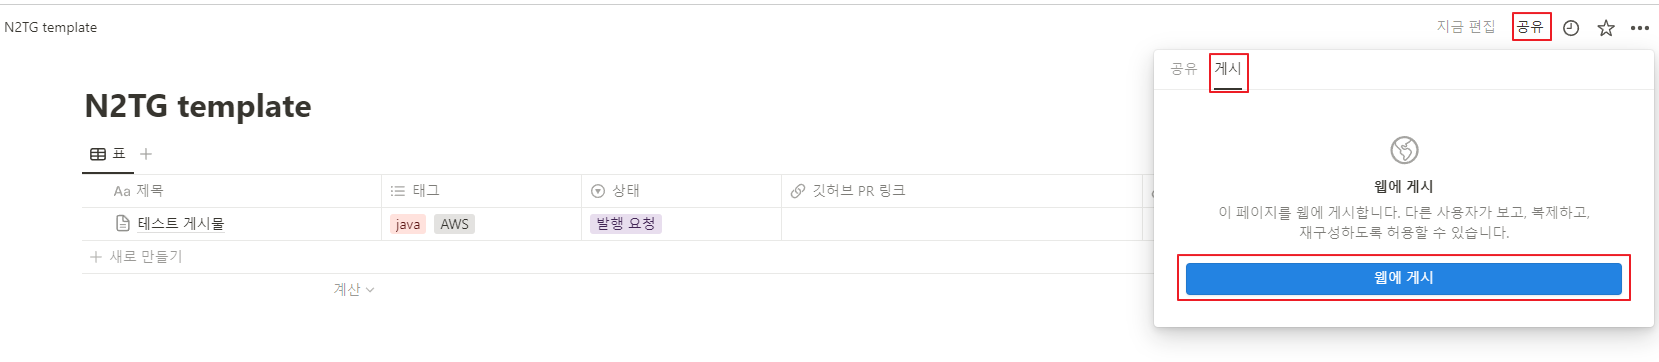 N2TG template
지금 편집 공유
공유 게시
N2TG template
표
Aa 제목 태그 상태 깃허브 PR 링크
테스트 게시물 java AWS 발행 요청
새로 만들기
계산
웹에 게시
이 페이지를 웹에 게시합니다. 다른 사용자가 보고, 복제하고,
재구성하도록 허용할 수 있습니다.
웹에 게시